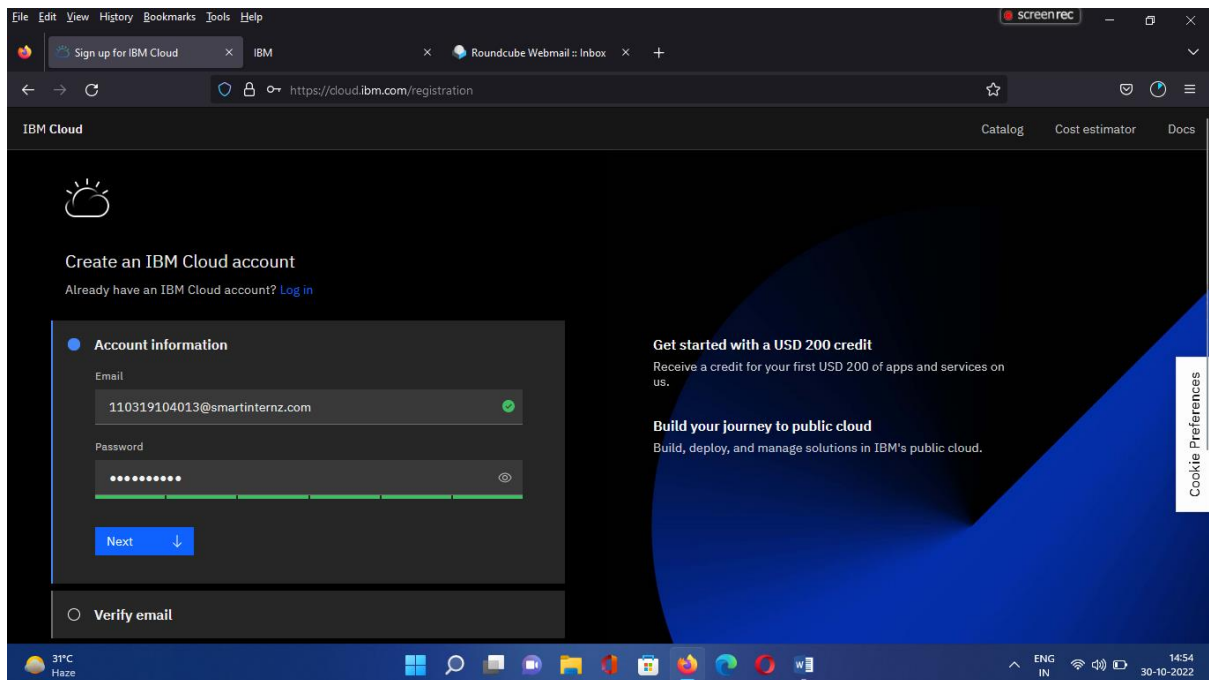 File Edit View History Bookmarks Tools Help
screenrec
Sign up for IBM Cloud
IBM
Roundcube Webmail :: Inbox
https://cloud.ibm.com/registration
IBM Cloud
Catalog Cost estimator Docs
Create an IBM Cloud account
Already have an IBM Cloud account? Log in
Account information
Email
110319104013@smartinternz.com
Password
••••••••••
Next
Verify email
Get started with a USD 200 credit
Receive a credit for your first USD 200 of apps and services on
us.
Build your journey to public cloud
Build, deploy, and manage solutions in IBM's public cloud.
Cookie Preferences
31°C
Haze
ENG
IN
14:54
30-10-2022